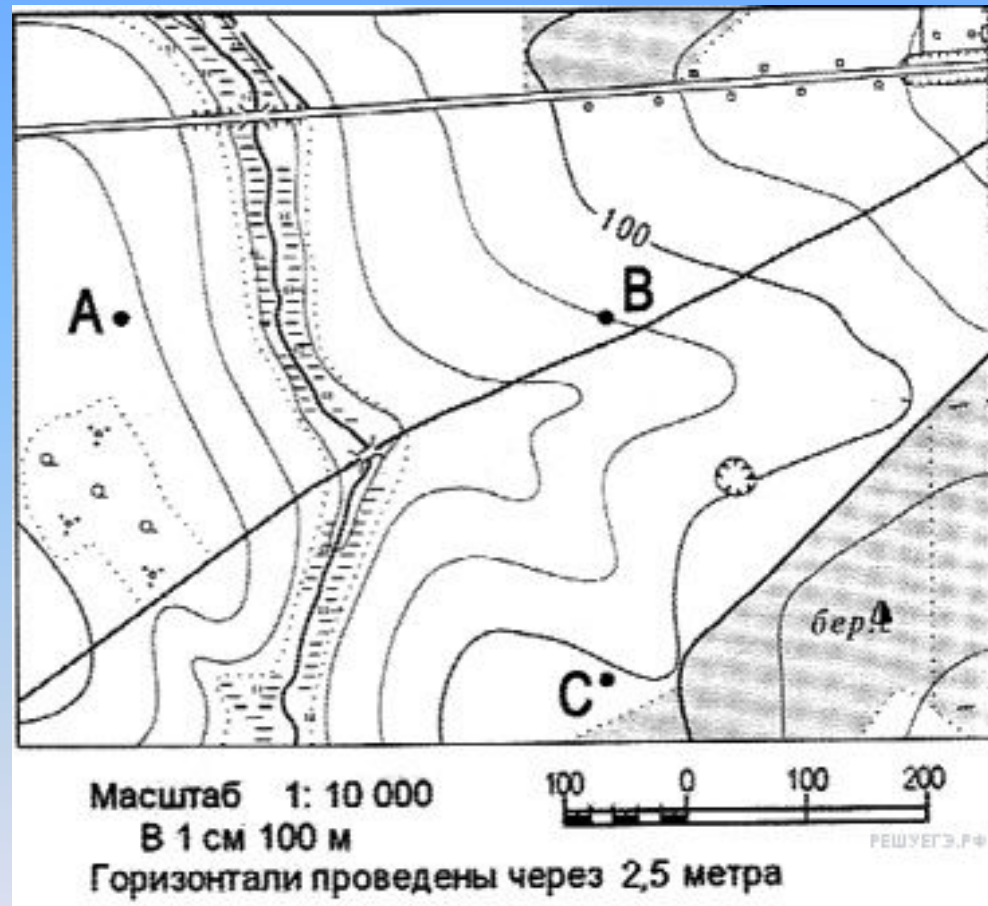 100
A
B
C
Масштаб 1: 10 000
В 1 см 100 м
Горизонтали проведены через 2,5 метра
100 0 100 200
РЕШУЕГЭ.РФ